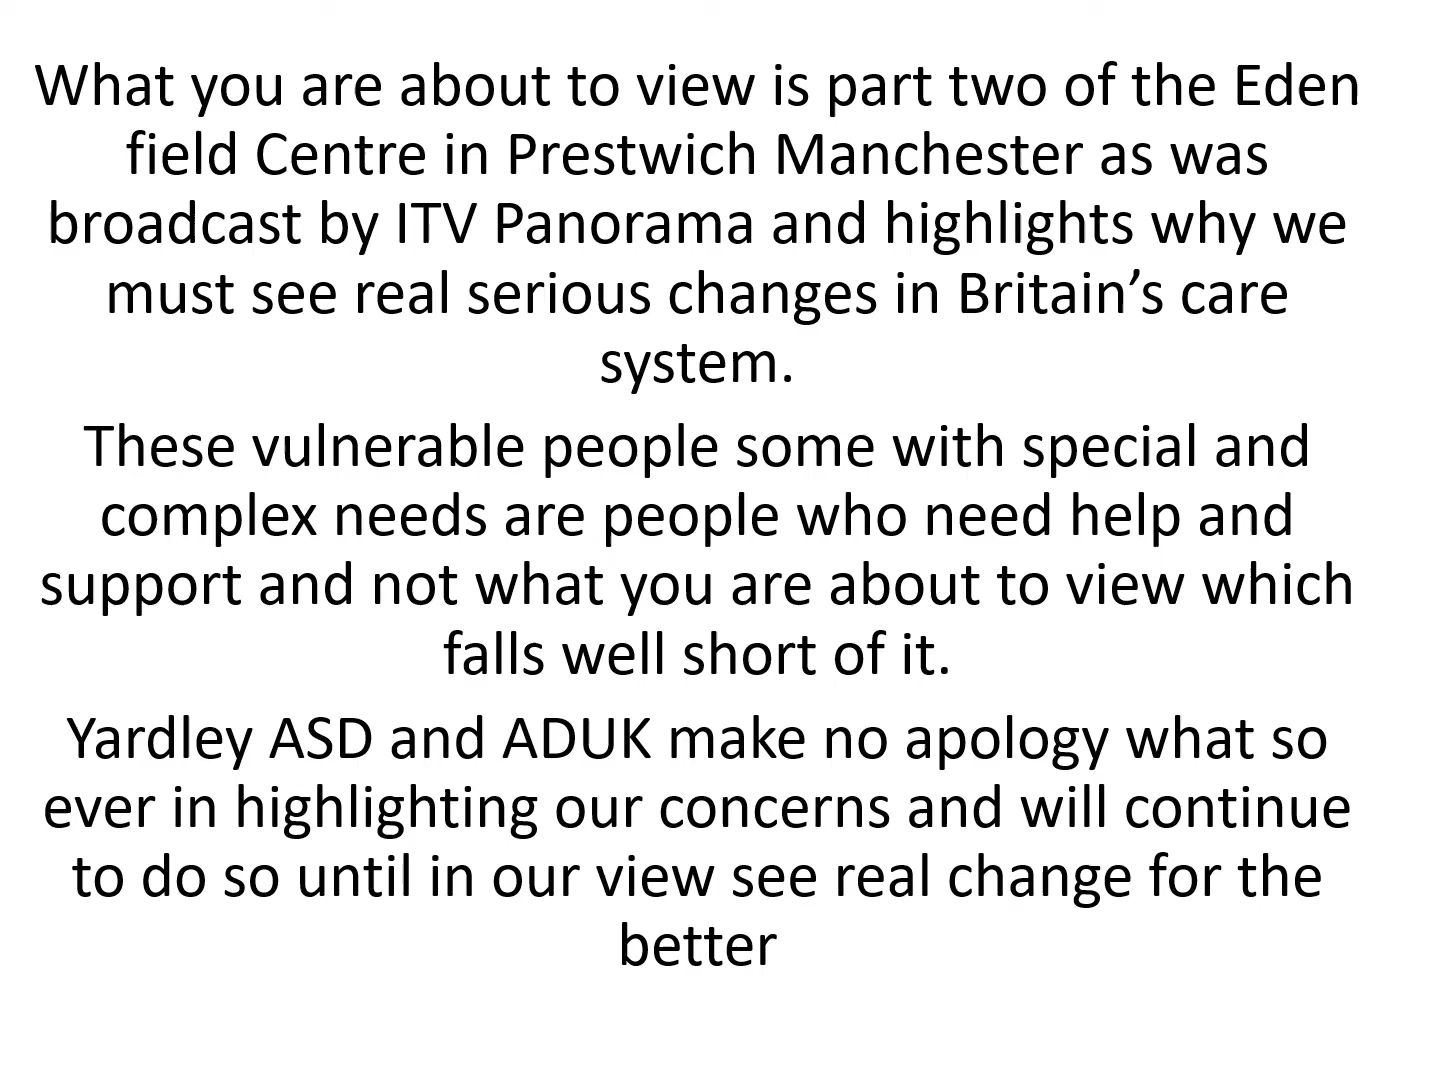 What you are about to view is part two of the Eden
field Centre in Prestwich Manchester as was
broadcast by ITV Panorama and highlights why we
must see real serious changes in Britain’s care
system.
These vulnerable people some with special and
complex needs are people who need help and
support and not what you are about to view which
falls well short of it.
Yardley ASD and ADUK make no apology what so
ever in highlighting our concerns and will continue
to do so until in our view see real change for the
better